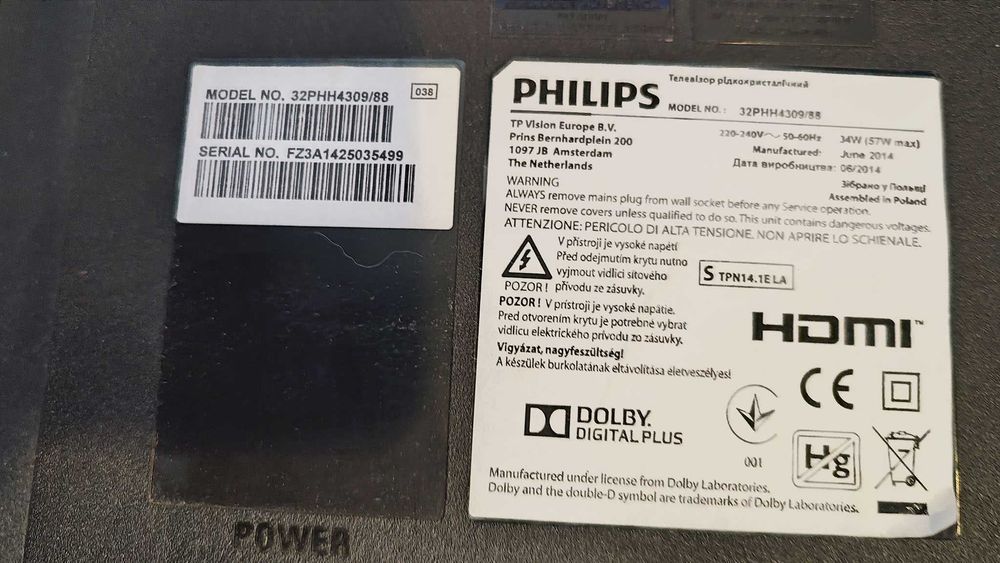 MODEL NO. 32PHH4309/88
038
SERIAL NO. FZ3A1425035499
PHILIPS
Телевізор рідкокристалічний
MODEL NO.: 32PHH4309/88
TP Vision Europe B.V.
Prins Bernhardplein 200
1097 JB Amsterdam
The Netherlands
220-240V~ 50-60Hz 34W (57W max)
Manufactured: June 2014
Дата виробництва: 06/2014
Зібрано у Польщі
Assembled in Poland
WARNING
ALWAYS remove mains plug from wall socket before any Service operation.
NEVER remove covers unless qualified to do so. This unit contains dangerous voltages.
ATTENZIONE: PERICOLO DI ALTA TENSIONE. NON APRIRE LO SCHIENALE.
V přístroji je vysoké napětí
Před odejmutím krytu nutno
vyjmout vidlici síťového
POZOR! přívodu ze zásuvky.
S TPN14.1E LA
POZOR! V prístroji je vysoké napätie.
Pred otvorením krytu je potrebné vybrať
vidlicu elektrického prívodu zo zásuvky.
Vigyázat, nagyfeszültség!
A készülek burkolatának eltávolítása életveszélyes!
HDMI™
CE
DOLBY.
DIGITAL PLUS
001
Hg
Manufactured under license from Dolby Laboratories.
Dolby and the double-D symbol are trademarks of Dolby Laboratories.
POWER